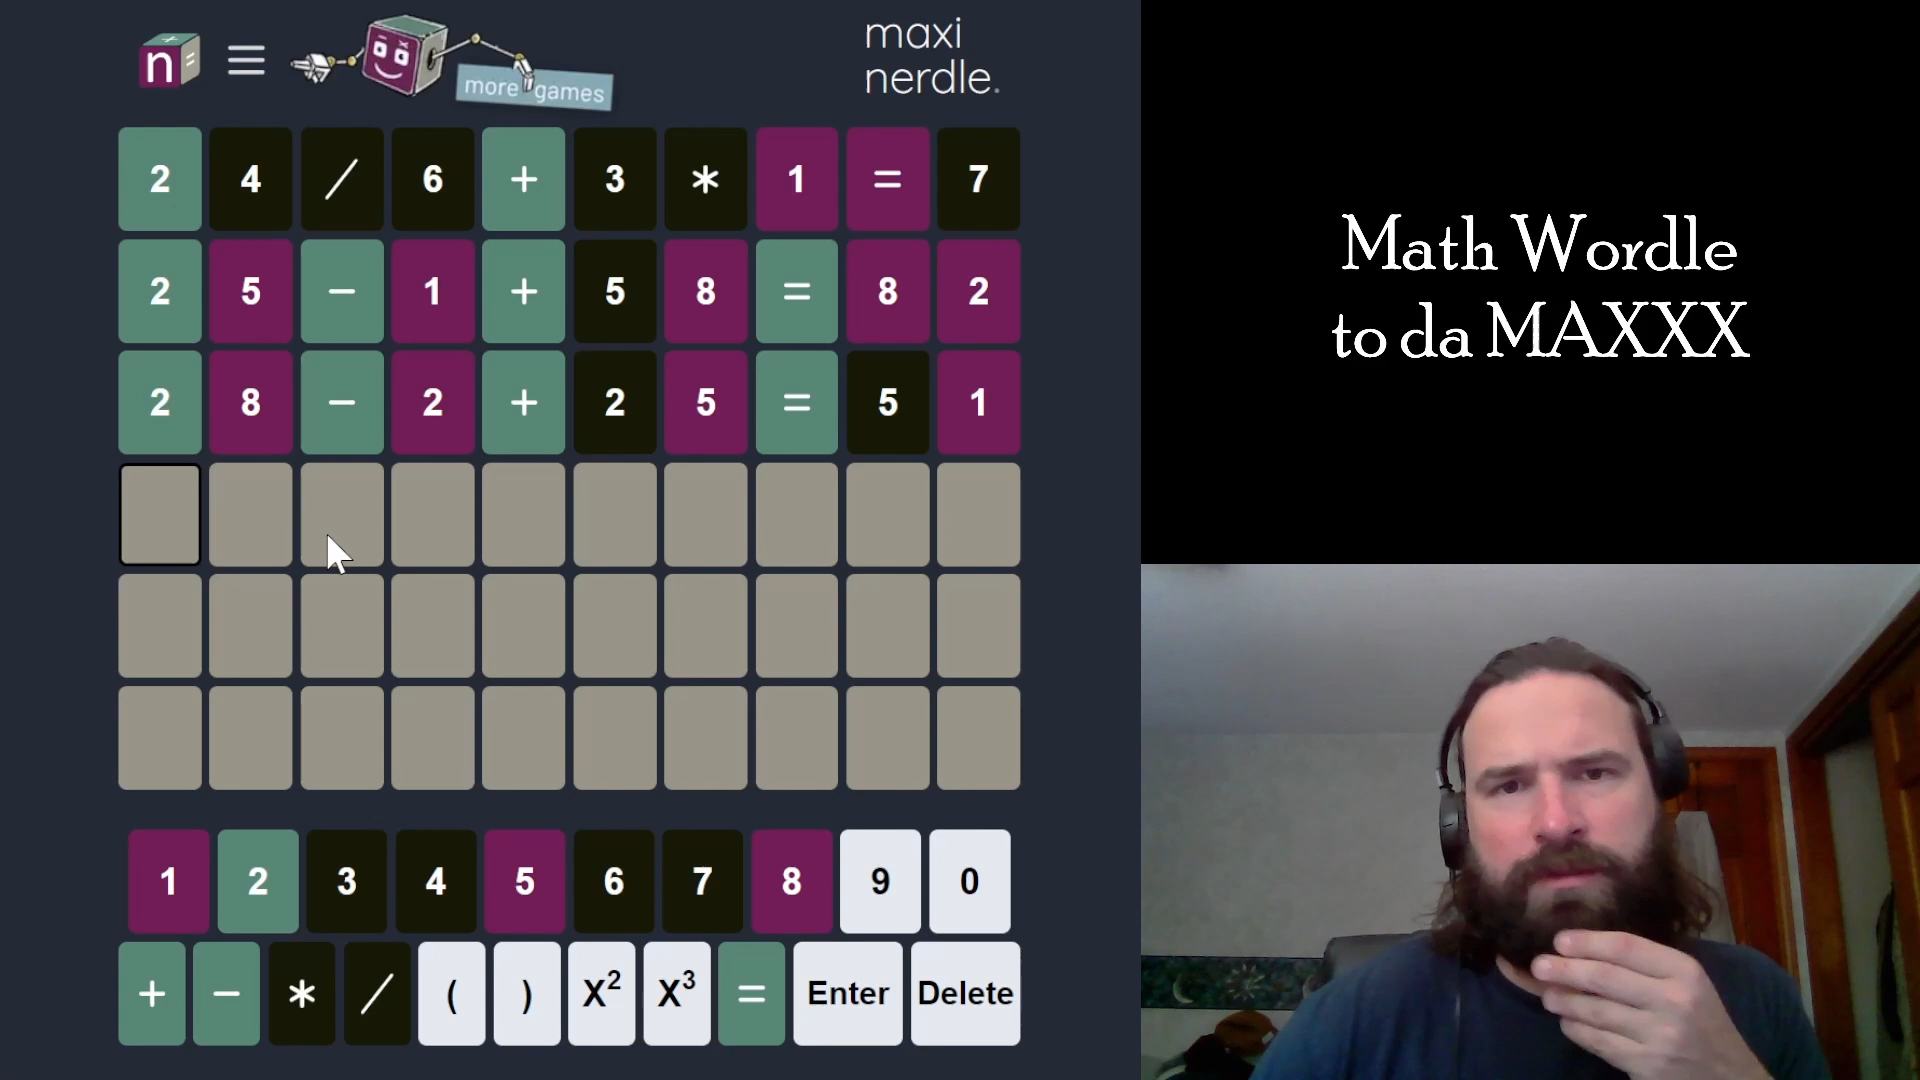 n
more games
maxi
nerdle.
2 4 / 6 + 3 * 1 = 7
2 5 - 1 + 5 8 = 8 2
2 8 - 2 + 2 5 = 5 1
1 2 3 4 5 6 7 8 9 0
+ - * / ( ) X² X³ = Enter Delete
Math Wordle
to da MAXXX